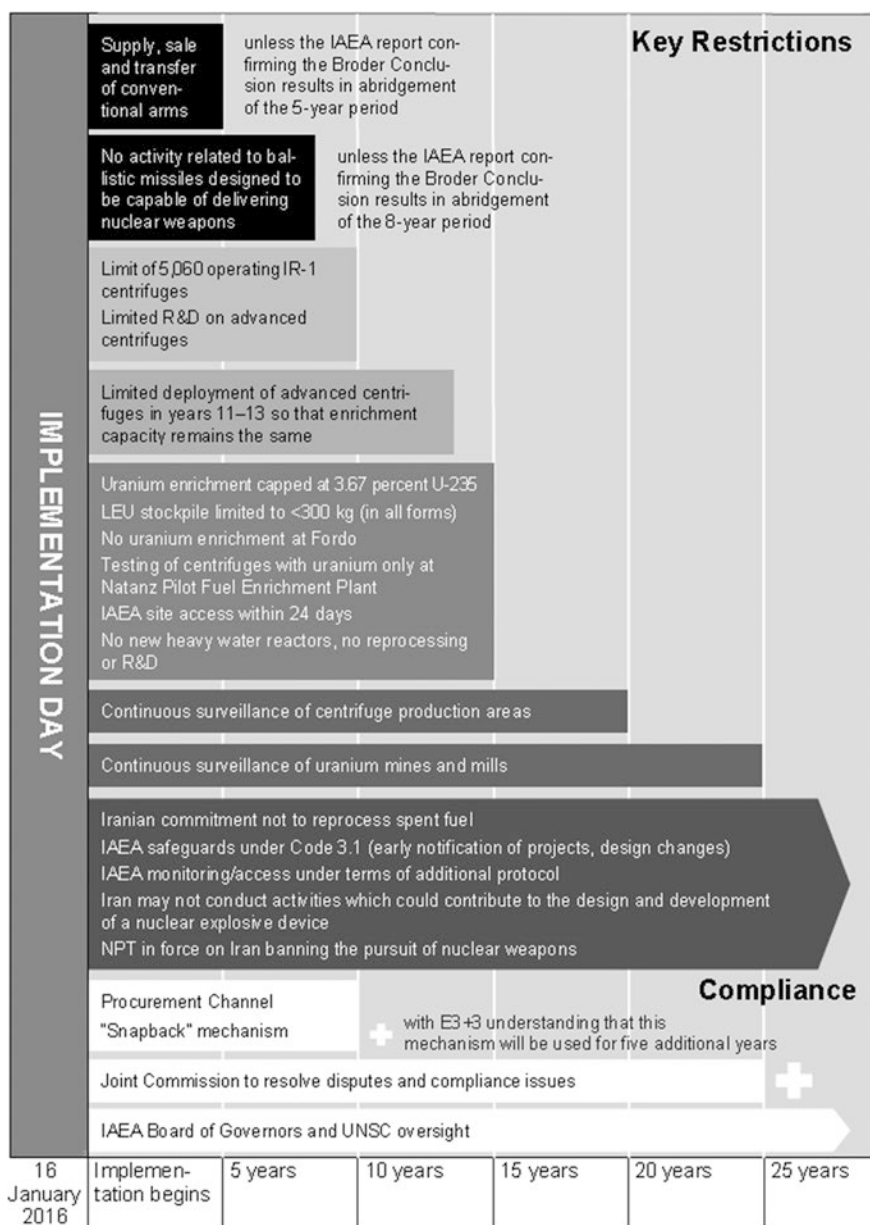 Key Restrictions
Supply, sale
and transfer
of conven-
tional arms
unless the IAEA report con-
firming the Broder Conclu-
sion results in abridgement
of the 5-year period
No activity related to bal-
listic missiles designed to
be capable of delivering
nuclear weapons
unless the IAEA report con-
firming the Broder Conclu-
sion results in abridgement
of the 8-year period
Limit of 5,060 operating IR-1
centrifuges
Limited R&D on advanced
centrifuges
Limited deployment of advanced centri-
fuges in years 11–13 so that enrichment
capacity remains the same
Uranium enrichment capped at 3.67 percent U-235
LEU stockpile limited to <300 kg (in all forms)
No uranium enrichment at Fordo
Testing of centrifuges with uranium only at
Natanz Pilot Fuel Enrichment Plant
IAEA site access within 24 days
No new heavy water reactors, no reprocessing
or R&D
Continuous surveillance of centrifuge production areas
Continuous surveillance of uranium mines and mills
Iranian commitment not to reprocess spent fuel
IAEA safeguards under Code 3.1 (early notification of projects, design changes)
IAEA monitoring/access under terms of additional protocol
Iran may not conduct activities which could contribute to the design and development
of a nuclear explosive device
NPT in force on Iran banning the pursuit of nuclear weapons
Compliance
Procurement Channel
"Snapback" mechanism
with E3+3 understanding that this
mechanism will be used for five additional years
Joint Commission to resolve disputes and compliance issues
IAEA Board of Governors and UNSC oversight
IMPLEMENTATION DAY
16
January
2016
Implemen-
tation begins
5 years
10 years
15 years
20 years
25 years